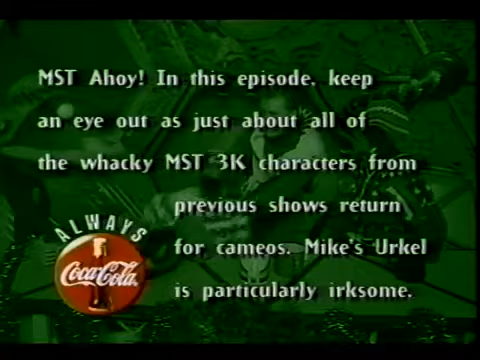 MST Ahoy! In this episode, keep
an eye out as just about all of
the whacky MST 3K characters from
previous shows return
for cameos. Mike's Urkel
is particularly irksome.
ALWAYS
Coca-Cola